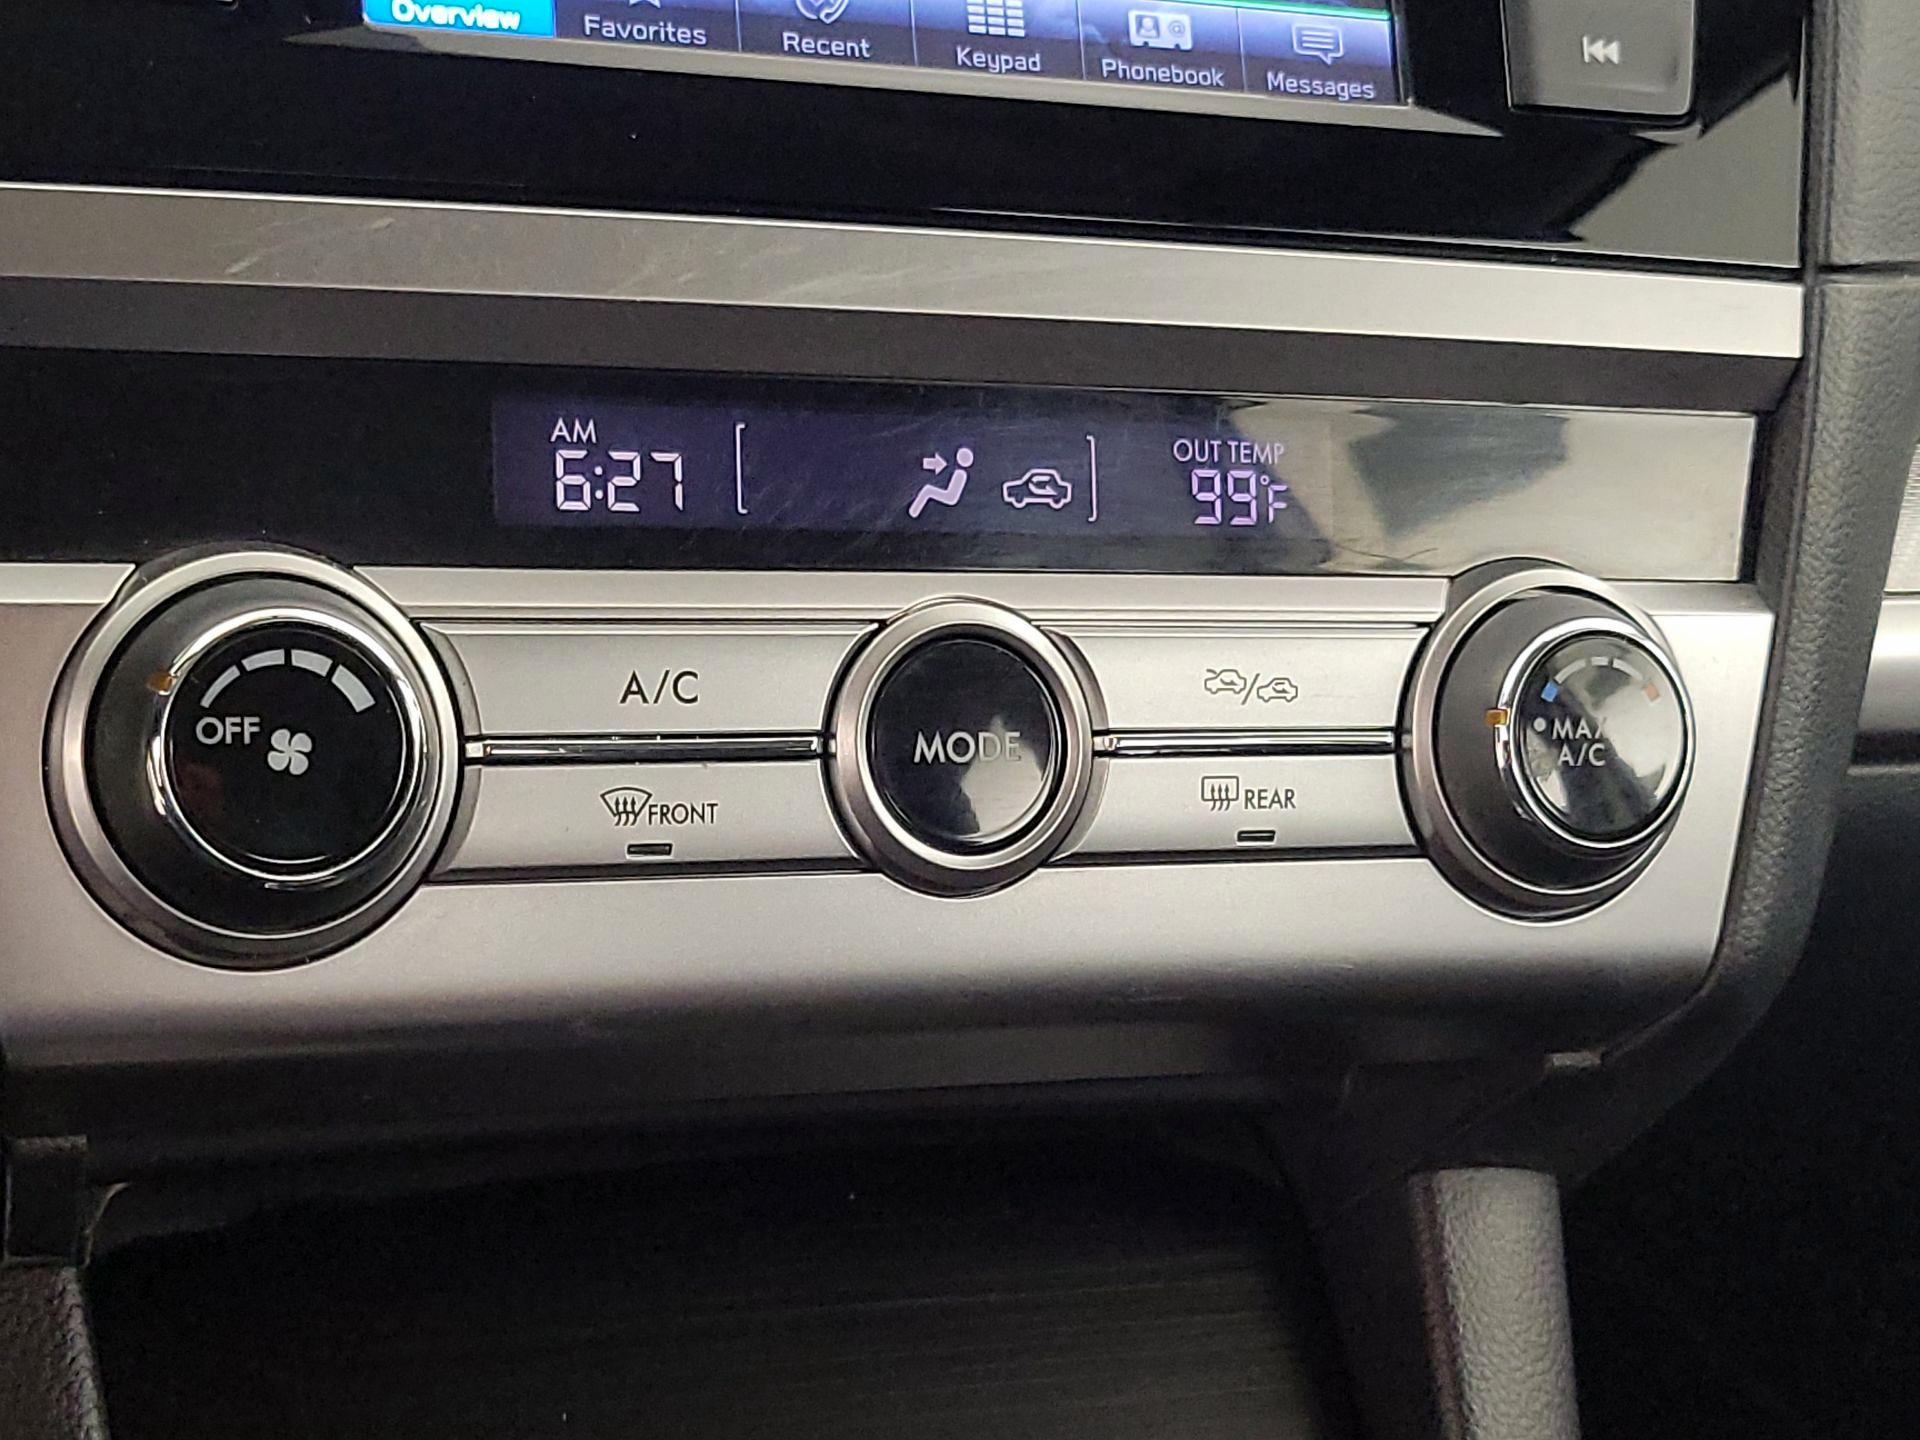 Overview
Favorites
Recent
Keypad
Phonebook
Messages
AM
6:27
OUT TEMP
99°F
OFF
A/C
MODE
MAX
A/C
FRONT
REAR